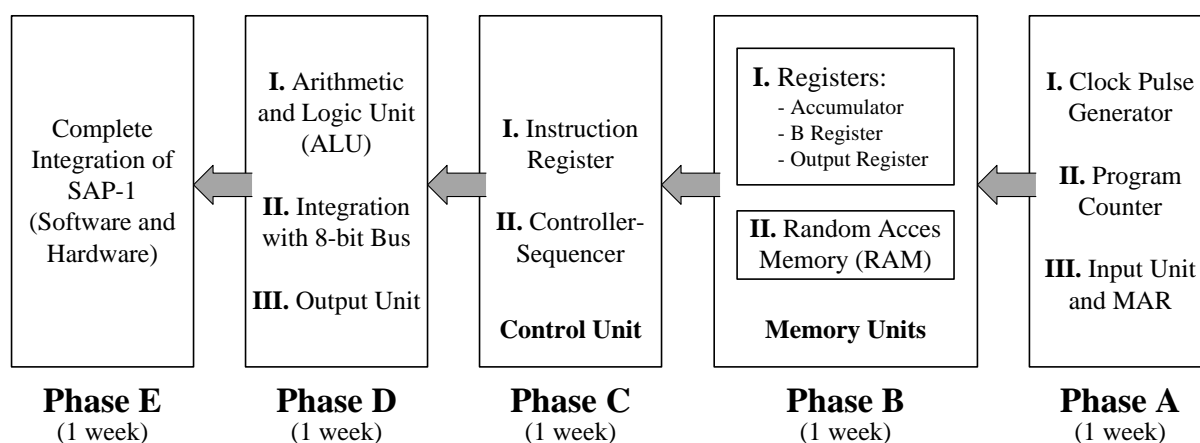 Complete
Integration of
SAP-1
(Software and
Hardware)
Phase E
(1 week)
I. Arithmetic
and Logic Unit
(ALU)
II. Integration
with 8-bit Bus
III. Output Unit
Phase D
(1 week)
I. Instruction
Register
II. Controller-
Sequencer
Control Unit
Phase C
(1 week)
I. Registers:
- Accumulator
- B Register
- Output Register
II. Random Acces
Memory (RAM)
Memory Units
Phase B
(1 week)
I. Clock Pulse
Generator
II. Program
Counter
III. Input Unit
and MAR
Phase A
(1 week)